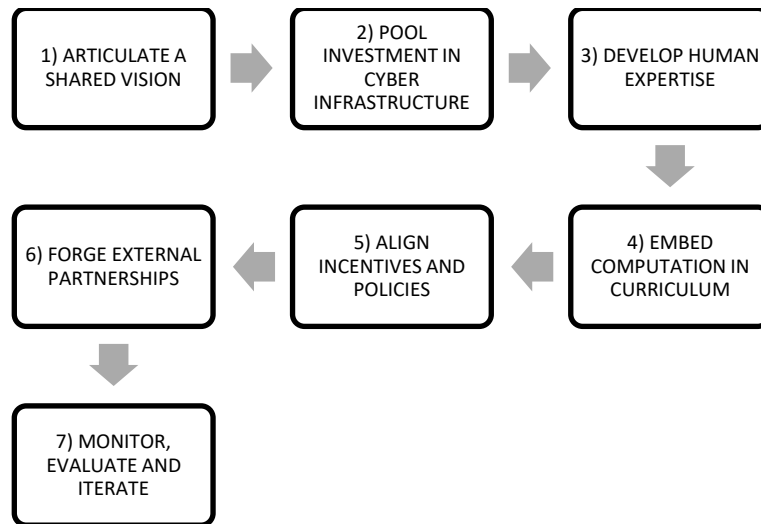 1) ARTICULATE A
SHARED VISION
2) POOL
INVESTMENT IN
CYBER
INFRASTRUCTURE
3) DEVELOP HUMAN
EXPERTISE
4) EMBED
COMPUTATION IN
CURRICULUM
5) ALIGN
INCENTIVES AND
POLICIES
6) FORGE EXTERNAL
PARTNERSHIPS
7) MONITOR,
EVALUATE AND
ITERATE